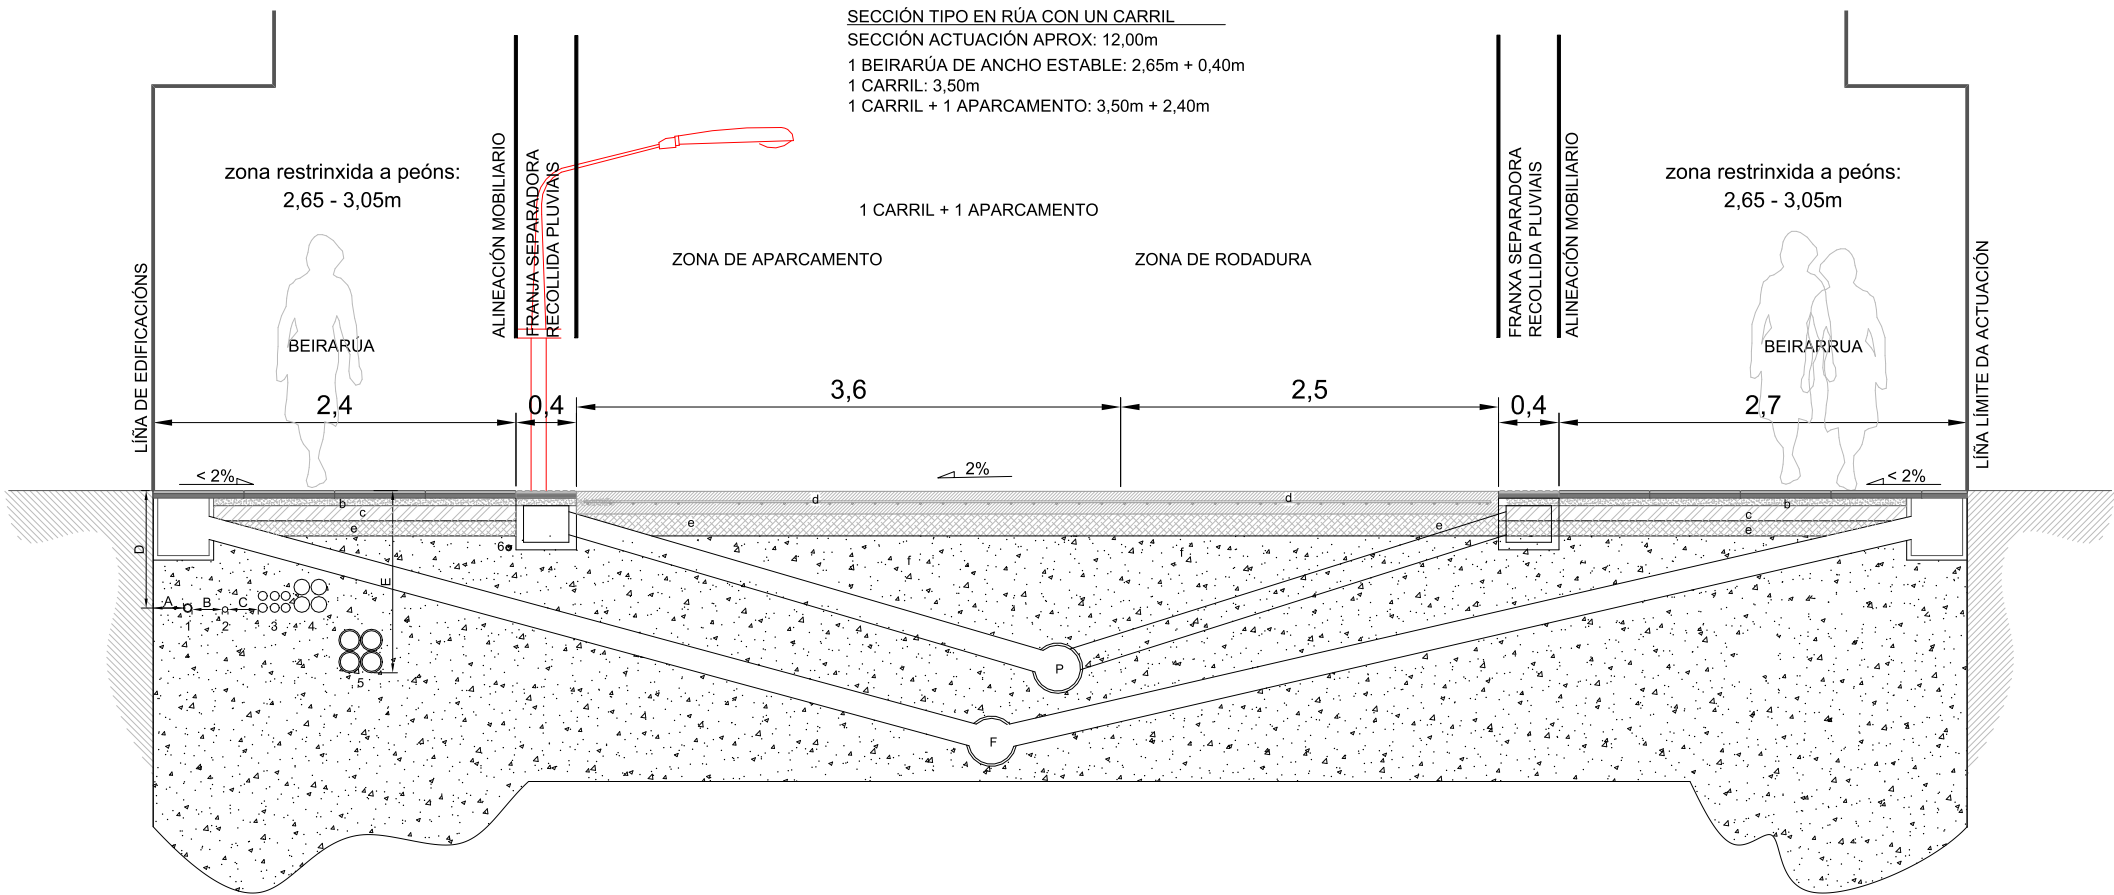 SECCIÓN TIPO EN RÚA CON UN CARRIL
SECCIÓN ACTUACIÓN APROX: 12,00m
1 BEIRARÚA DE ANCHO ESTABLE: 2,65m + 0,40m
1 CARRIL: 3,50m
1 CARRIL + 1 APARCAMENTO: 3,50m + 2,40m
zona restrinxida a peóns:
2,65 - 3,05m
ALINEACIÓN MOBILIARIO
FRANJA SEPARADORA
RECOLLIDA PLUVIAIS
1 CARRIL + 1 APARCAMENTO
ZONA DE APARCAMENTO
ZONA DE RODADURA
FRANXA SEPARADORA
RECOLLIDA PLUVIAIS
ALINEACIÓN MOBILIARIO
zona restrinxida a peóns:
2,65 - 3,05m
LÍÑA DE EDIFICACIÓNS
BEIRARÚA
BEIRARRUA
LÍÑA LÍMITE DA ACTUACIÓN
2,4
0,4
3,6
2,5
0,4
2,7
< 2%
2%
< 2%
b
c
e
d
d
e
e
b
c
e
6
f
f
D
E
A
B
C
1
2
3
4
5
P
F